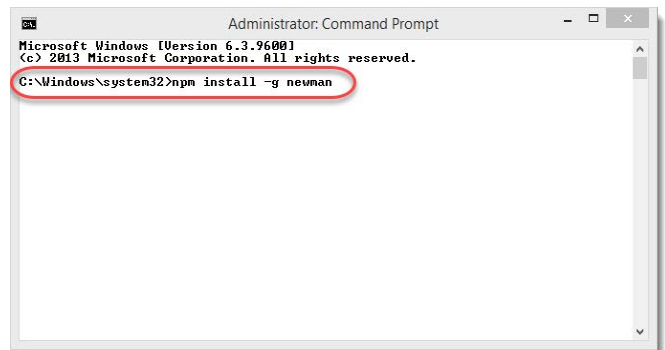 Administrator: Command Prompt
Microsoft Windows [Version 6.3.9600]
(c) 2013 Microsoft Corporation. All rights reserved.
C:\Windows\system32>npm install -g newman